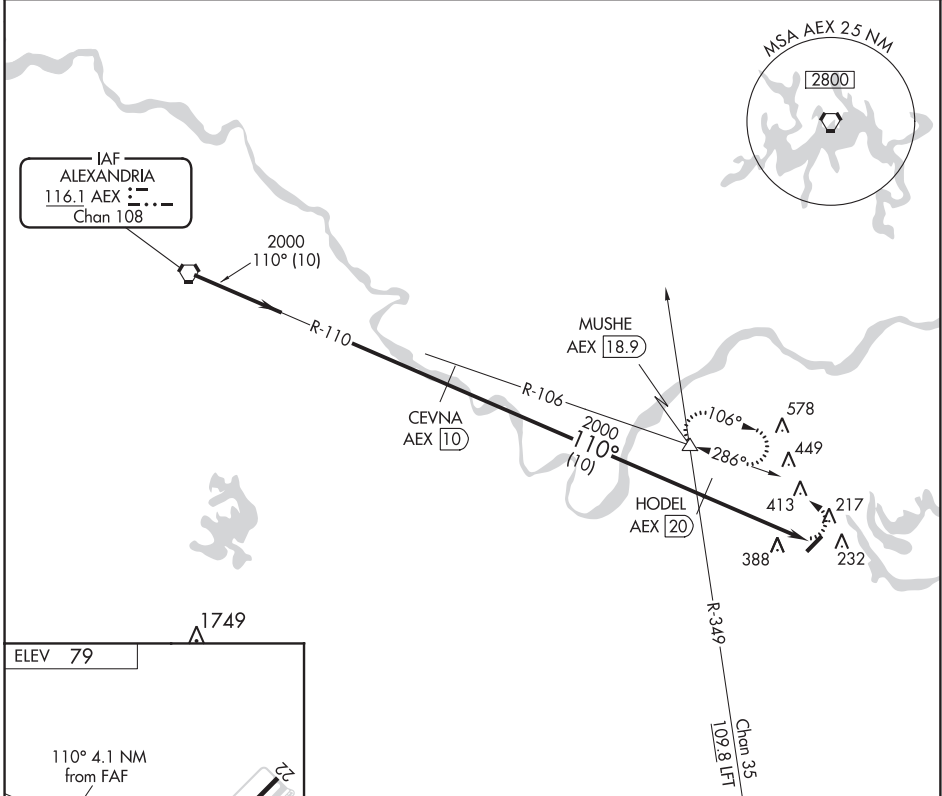 MSA AEX 25 NM
2800
IAF
ALEXANDRIA
116.1 AEX
Chan 108
2000
110° (10)
R-110
MUSHE
AEX 18.9
R-106
106°
578
CEVNA
AEX 10
2000
110°
(10)
286°
449
HODEL
AEX 20
413
217
388
232
R-349
1749
ELEV 79
Chan 35
109.8 LFT
110° 4.1 NM
from FAF
22